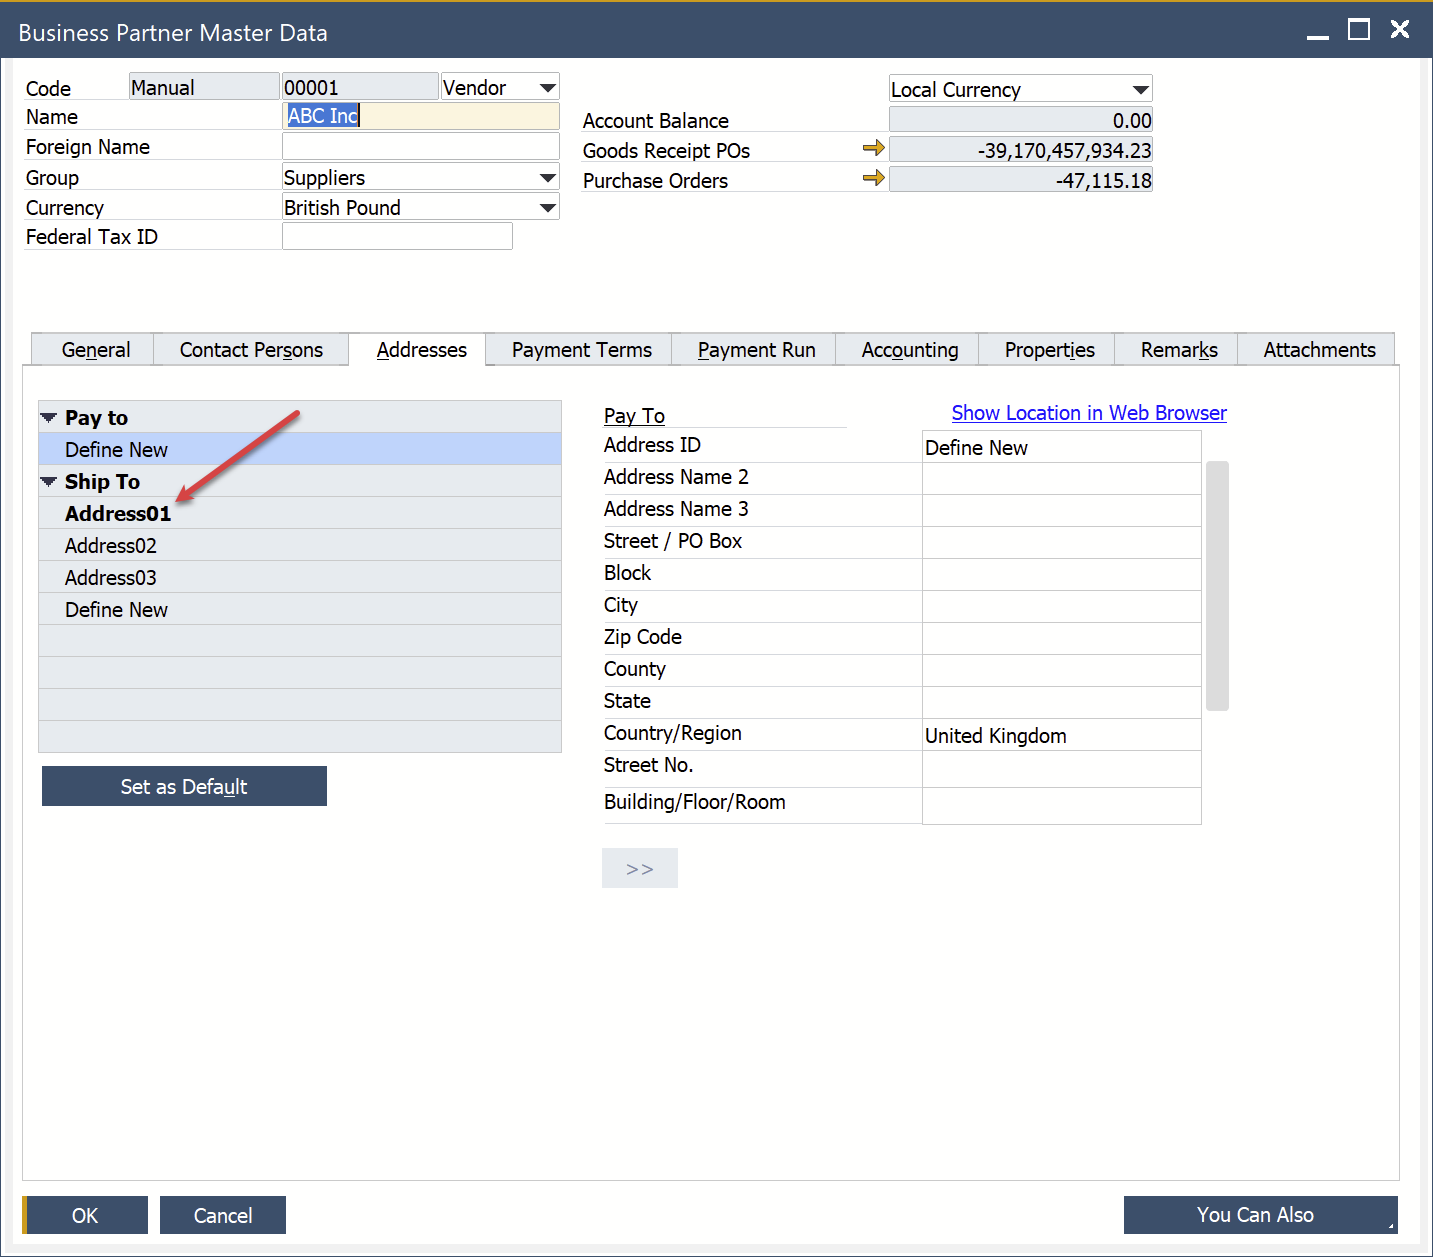 Business Partner Master Data
Code Manual 00001 Vendor
Name ABC Inc
Foreign Name
Group Suppliers
Currency British Pound
Federal Tax ID
Local Currency
Account Balance 0.00
Goods Receipt POs -39,170,457,934.23
Purchase Orders -47,115.18
General Contact Persons Addresses Payment Terms Payment Run Accounting Properties Remarks Attachments
Pay to
Define New
Ship To
Address01
Address02
Address03
Define New
Set as Default
Pay To Show Location in Web Browser
Address ID Define New
Address Name 2
Address Name 3
Street / PO Box
Block
City
Zip Code
County
State
Country/Region United Kingdom
Street No.
Building/Floor/Room
>>
OK Cancel You Can Also